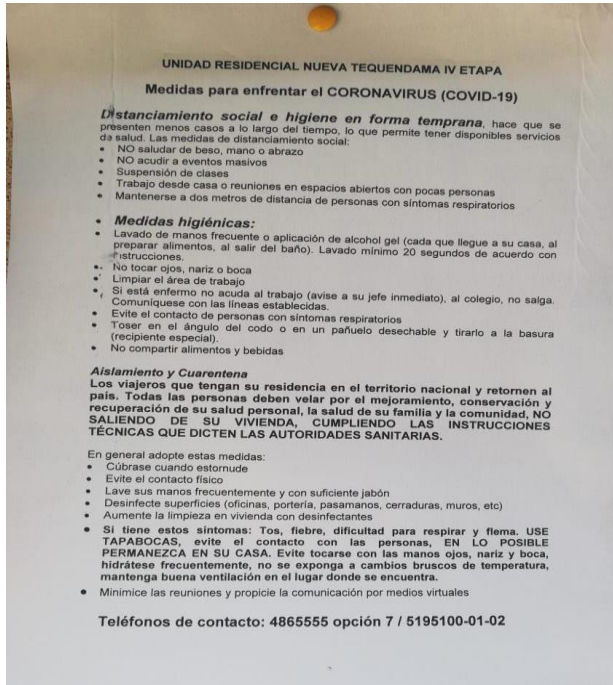 UNIDAD RESIDENCIAL NUEVA TEQUENDAMA IV ETAPA
Medidas para enfrentar el CORONAVIRUS (COVID-19)
Distanciamiento social e higiene en forma temprana, hace que se
presenten menos casos a lo largo del tiempo, lo que permite tener disponibles servicios
de salud. Las medidas de distanciamiento social:
• NO saludar de beso, mano o abrazo
• NO acudir a eventos masivos
• Suspensión de clases
• Trabajo desde casa o reuniones en espacios abiertos con pocas personas
• Mantenerse a dos metros de distancia de personas con síntomas respiratorios
• Medidas higiénicas:
• Lavado de manos frecuente o aplicación de alcohol gel (cada que llegue a su casa, al
preparar alimentos, al salir del baño). Lavado mínimo 20 segundos de acuerdo con
instrucciones.
• No tocar ojos, nariz o boca
• Limpiar el área de trabajo
• Si está enfermo no acuda al trabajo (avise a su jefe inmediato), al colegio, no salga.
Comuníquese con las líneas establecidas.
• Evite el contacto de personas con síntomas respiratorios
• Toser en el ángulo del codo o en un pañuelo desechable y tirarlo a la basura
(recipiente especial).
• No compartir alimentos y bebidas
Aislamiento y Cuarentena
Los viajeros que tengan su residencia en el territorio nacional y retornen al
país. Todas las personas deben velar por el mejoramiento, conservación y
recuperación de su salud personal, la salud de su familia y la comunidad, NO
SALIENDO DE SU VIVIENDA, CUMPLIENDO LAS INSTRUCCIONES
TÉCNICAS QUE DICTEN LAS AUTORIDADES SANITARIAS.
En general adopte estas medidas:
• Cúbrase cuando estornude
• Evite el contacto físico
• Lave sus manos frecuentemente y con suficiente jabón
• Desinfecte superficies (oficinas, portería, pasamanos, cerraduras, muros, etc)
• Aumente la limpieza en vivienda con desinfectantes
• Si tiene estos síntomas: Tos, fiebre, dificultad para respirar y flema. USE
TAPABOCAS, evite el contacto con las personas, EN LO POSIBLE
PERMANEZCA EN SU CASA. Evite tocarse con las manos ojos, nariz y boca,
hidrátese frecuentemente, no se exponga a cambios bruscos de temperatura,
mantenga buena ventilación en el lugar donde se encuentra.
• Minimice las reuniones y propicie la comunicación por medios virtuales
Teléfonos de contacto: 4865555 opción 7 / 5195100-01-02